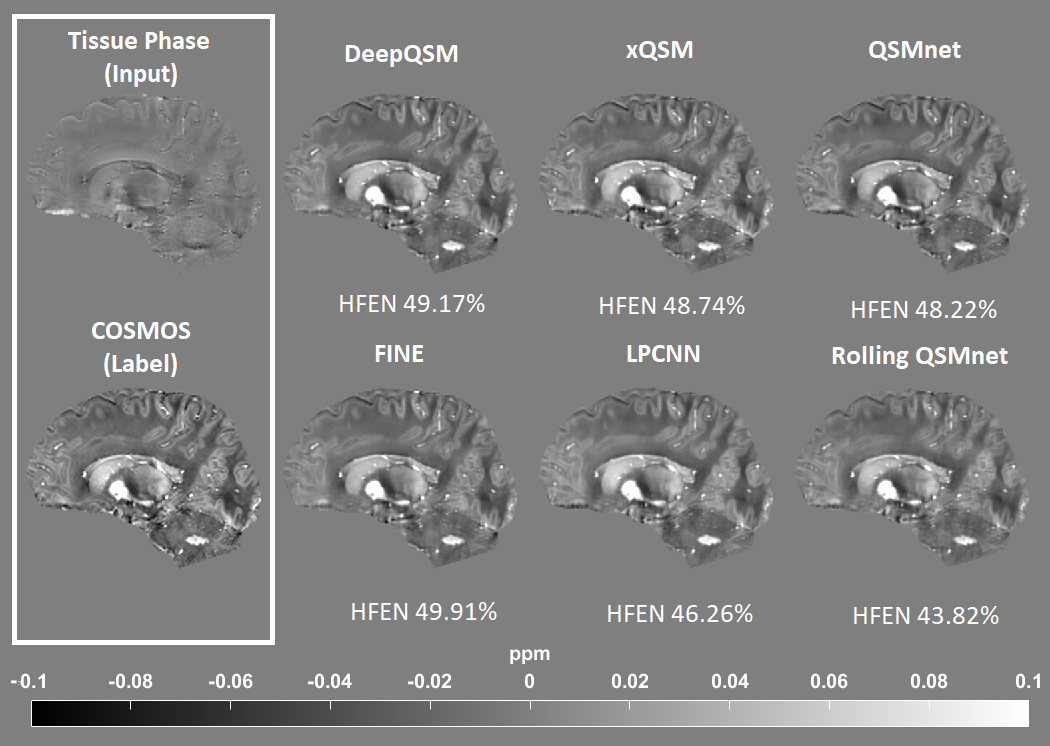 Tissue Phase
(Input)
DeepQSM
xQSM
QSMnet
HFEN 49.17%
HFEN 48.74%
HFEN 48.22%
COSMOS
(Label)
FINE
LPCNN
Rolling QSMnet
HFEN 49.91%
HFEN 46.26%
HFEN 43.82%
ppm
-0.1 -0.08 -0.06 -0.04 -0.02 0 0.02 0.04 0.06 0.08 0.1